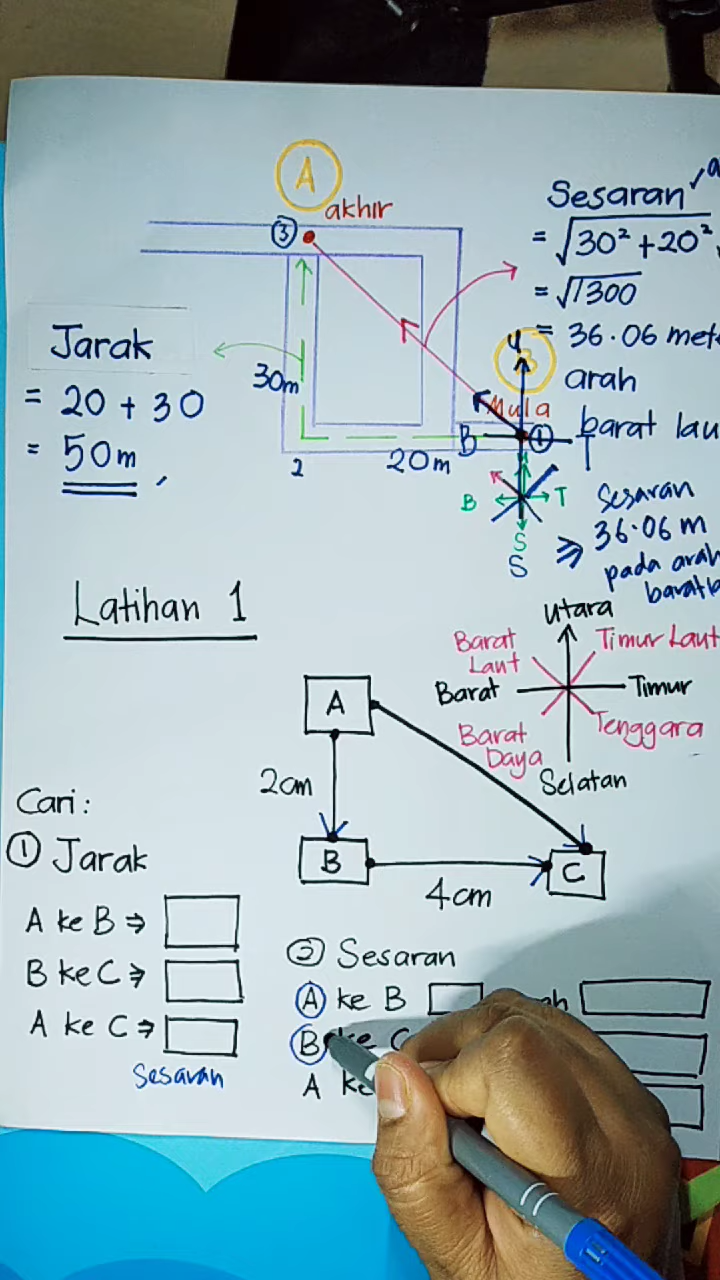 A
akhir
3
Sesaran
= √30² + 20²
= √1300
= 36.06
arah
barat
Jarak
= 20 + 30
= 50m
30m
Mula
B
1
T
2
20m
B
T
S
S
Sesaran
⇒ 36.06 m
pada arah
Latihan 1
Utara
Barat Laut
Timur Laut
Barat
Timur
Barat Daya
Tenggara
Selatan
A
2cm
B
C
4cm
Cari:
1 Jarak
A ke B ⇒
B ke C ⇒
A ke C ⇒
Sesaran
2 Sesaran
A ke B
B ke C
A ke